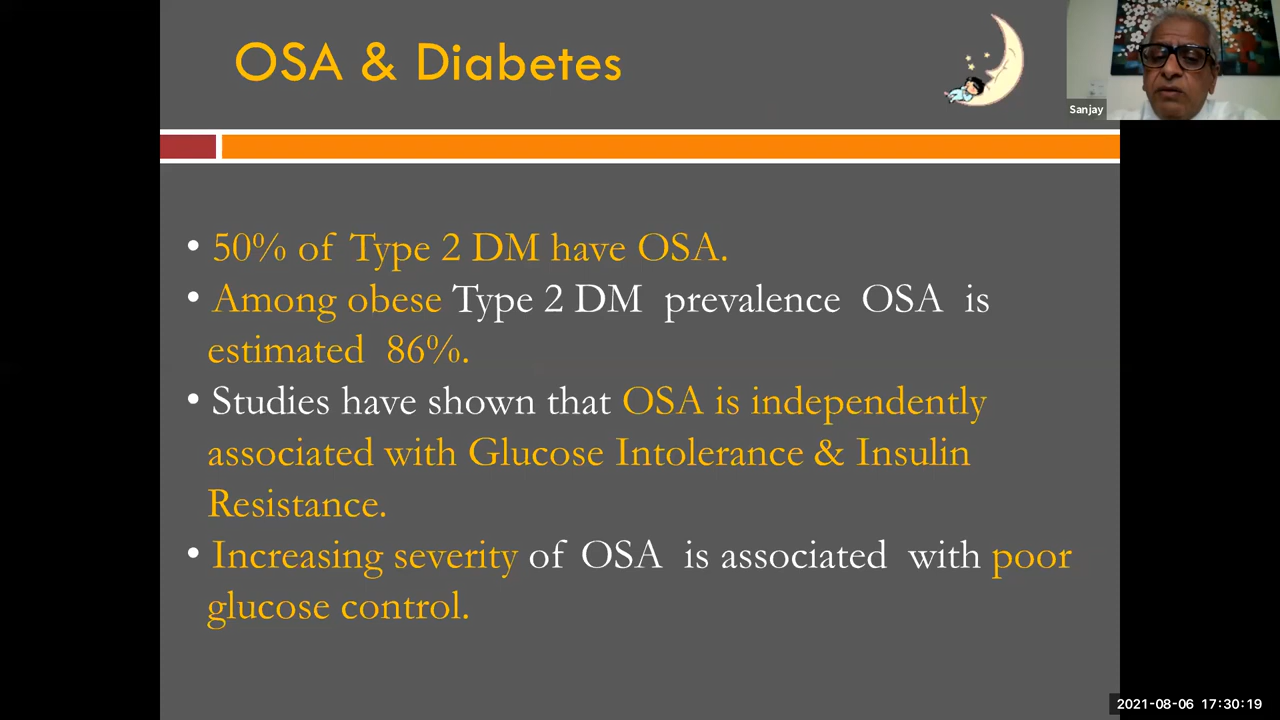 OSA & Diabetes
Sanjay
• 50% of Type 2 DM have OSA.
• Among obese Type 2 DM prevalence OSA is
estimated 86%.
• Studies have shown that OSA is independently
associated with Glucose Intolerance & Insulin
Resistance.
• Increasing severity of OSA is associated with poor
glucose control.
2021-08-06 17:30:19